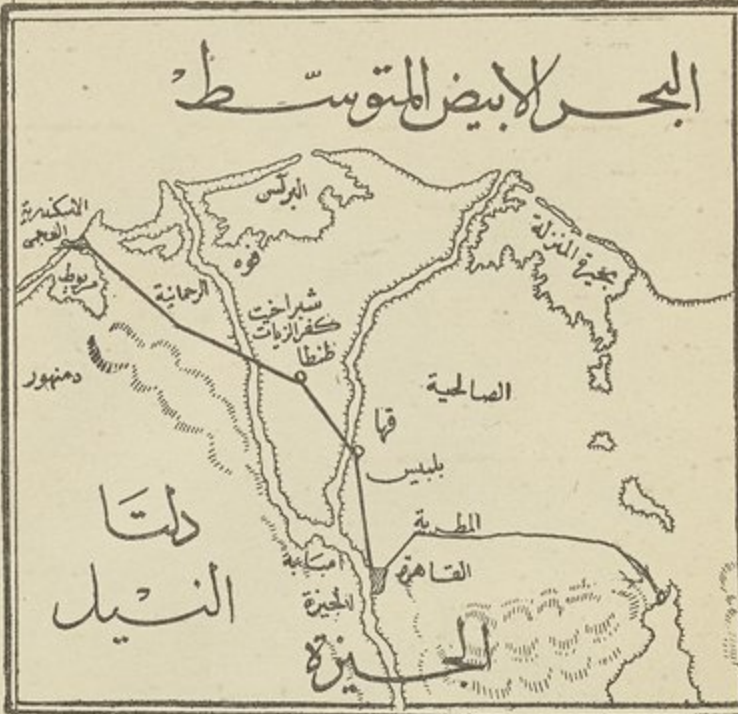 البحر الابيض المتوسط
البرلس
الاسكندرية
العجمى
بحيرة المنزلة
فوه
مريوط
الرحمانية
شبراخيت
كفر الزيات
طنطا
دمنهور
الصالحية
قها
بلبيس
دلتا
النيل
المطرية
امبابة
القاهرة
الجيزة
الجيزة